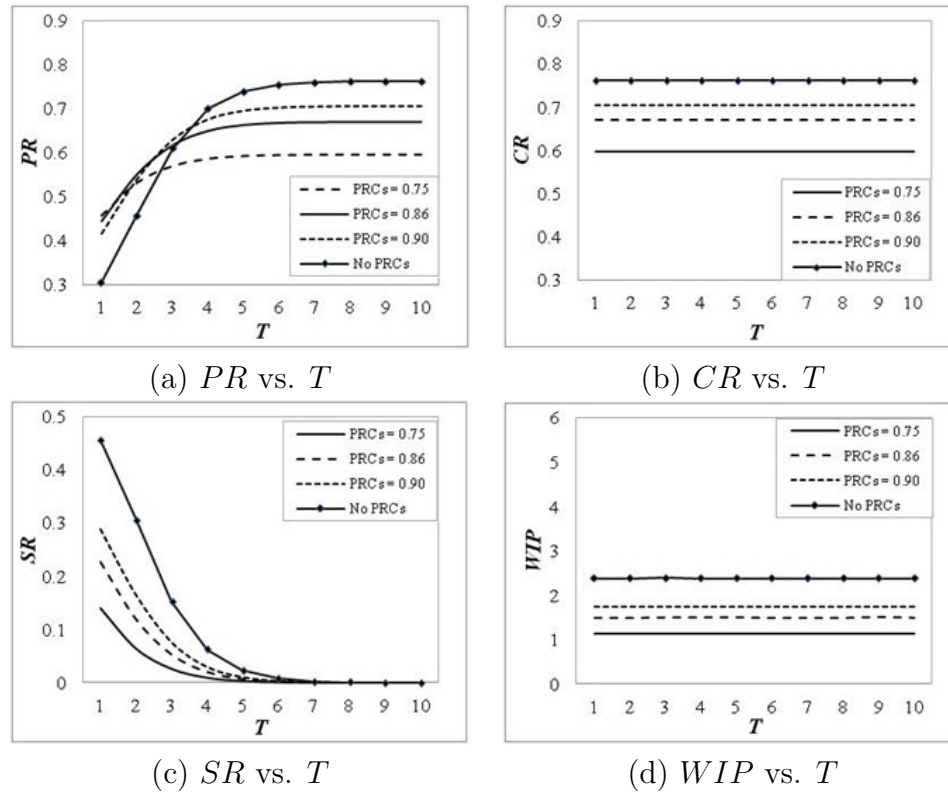 0.9
0.8
0.7
0.6
0.5
0.4
0.3
PR
1 2 3 4 5 6 7 8 9 10
T
PRCs = 0.75
PRCs = 0.86
PRCs = 0.90
No PRCs
(a) PR vs. T
0.9
0.8
0.7
0.6
0.5
0.4
0.3
CR
1 2 3 4 5 6 7 8 9 10
T
PRCs = 0.75
PRCs = 0.86
PRCs = 0.90
No PRCs
(b) CR vs. T
0.5
0.4
0.3
0.2
0.1
0
SR
1 2 3 4 5 6 7 8 9 10
T
PRCs = 0.75
PRCs = 0.86
PRCs = 0.90
No PRCs
(c) SR vs. T
6
5
4
3
2
1
0
WIP
1 2 3 4 5 6 7 8 9 10
T
PRCs = 0.75
PRCs = 0.86
PRCs = 0.90
No PRCs
(d) WIP vs. T